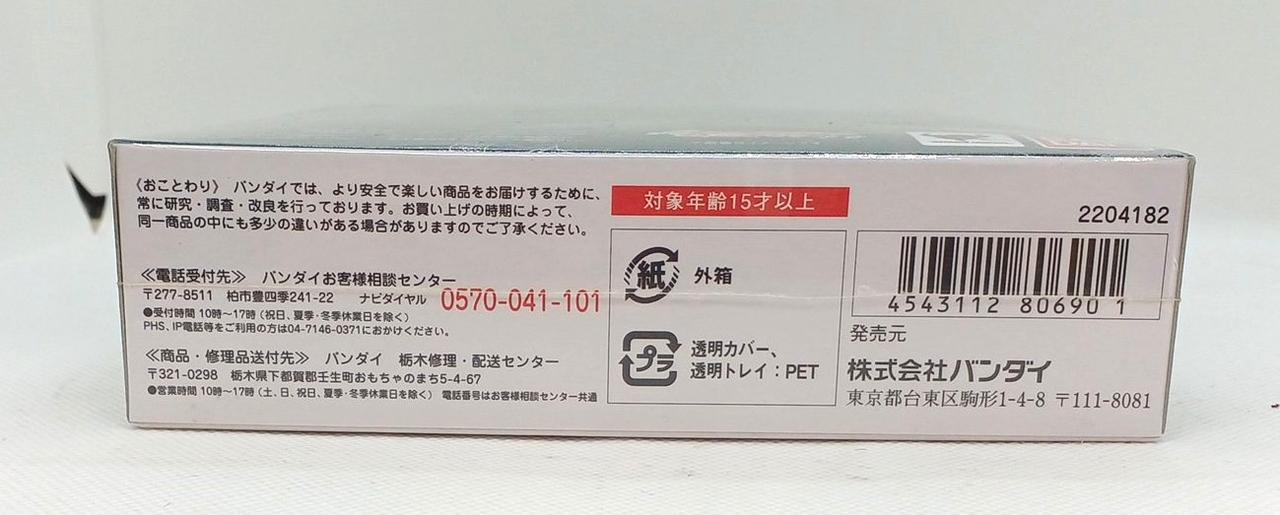 《おことわり》 バンダイでは、より安全で楽しい商品をお届けするために、
常に研究・調査・改良を行っております。お買い上げの時期によって、
同一商品の中にも多少の違いがある場合がありますのでご了承ください。
≪電話受付先≫ バンダイお客様相談センター
〒277-8511 柏市豊四季241-22 ナビダイヤル 0570-041-101
●受付時間 10時〜17時（祝日、夏季・冬季休業日を除く）
PHS、IP電話等をご利用の方は04-7146-0371におかけください。
≪商品・修理品送付先≫ バンダイ 栃木修理・配送センター
〒321-0298 栃木県下都賀郡壬生町おもちゃのまち5-4-67
●営業時間 10時〜17時（土、日、祝日、夏季・冬季休業日を除く） 電話番号はお客様相談センター共通
対象年齢15才以上
紙 外箱
プラ 透明カバー、
透明トレイ：PET
2204182
4543112 80690 1
発売元
株式会社バンダイ
東京都台東区駒形1-4-8 〒111-8081